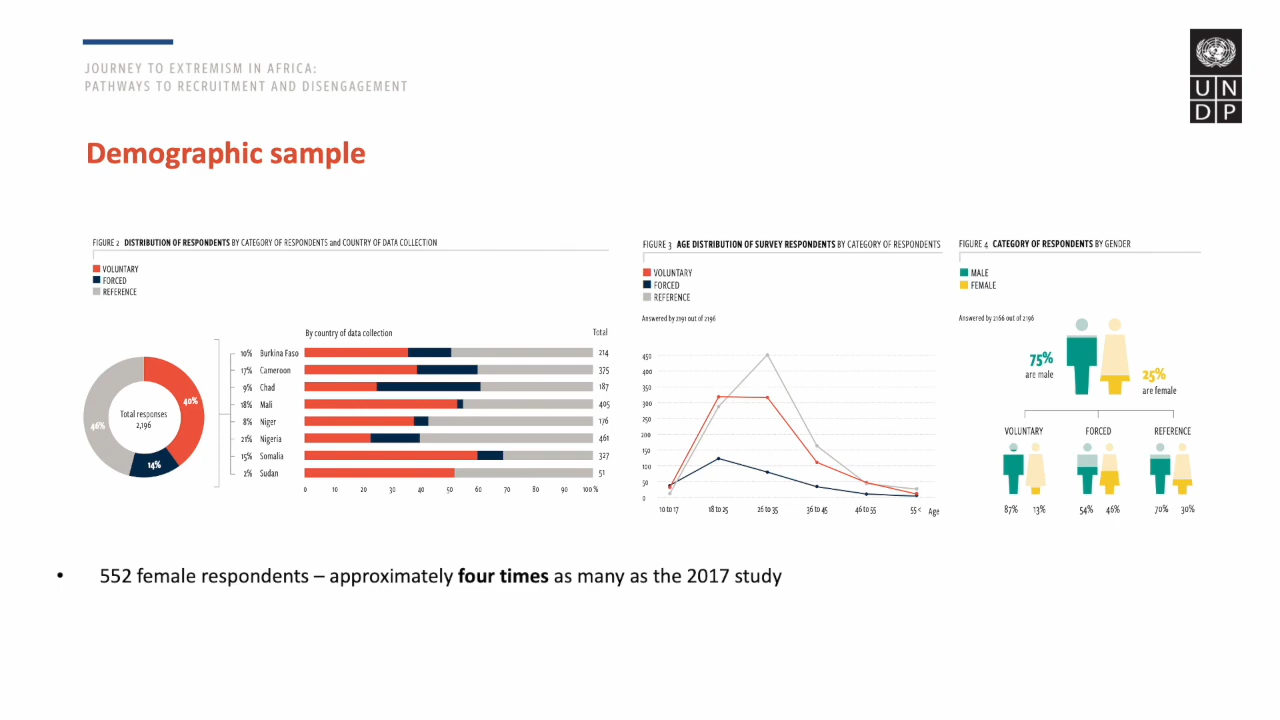 JOURNEY TO EXTREMISM IN AFRICA:
PATHWAYS TO RECRUITMENT AND DISENGAGEMENT
UN
DP
Demographic sample
FIGURE 2 DISTRIBUTION OF RESPONDENTS BY CATEGORY OF RESPONDENTS and COUNTRY OF DATA COLLECTION
VOLUNTARY
FORCED
REFERENCE
By country of data collection
Total
10% Burkina Faso 214
17% Cameroon 375
9% Chad 187
18% Mali 405
8% Niger 176
21% Nigeria 461
15% Somalia 327
2% Sudan 51
0 10 20 30 40 50 60 70 80 90 100 %
40%
46%
14%
Total responses
2,196
FIGURE 3 AGE DISTRIBUTION OF SURVEY RESPONDENTS BY CATEGORY OF RESPONDENTS
VOLUNTARY
FORCED
REFERENCE
Answered by 2191 out of 2196
450
400
350
300
250
200
150
100
50
0
10 to 17 18 to 25 26 to 35 36 to 45 46 to 55 55 < Age
FIGURE 4 CATEGORY OF RESPONDENTS BY GENDER
MALE
FEMALE
Answered by 2166 out of 2196
75%
are male
25%
are female
VOLUNTARY FORCED REFERENCE
87% 13% 54% 46% 70% 30%
• 552 female respondents – approximately four times as many as the 2017 study